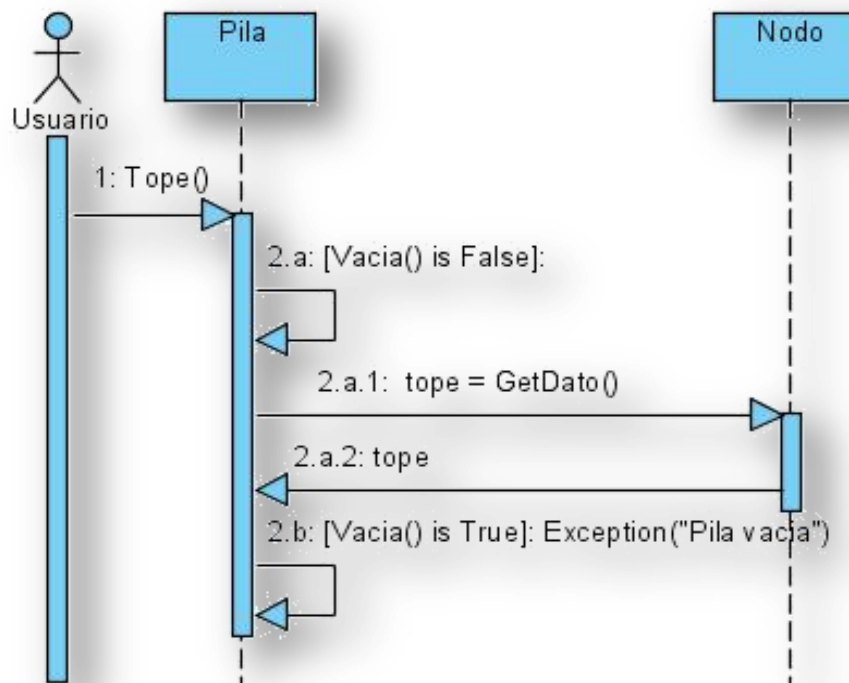 Pila
Nodo
Usuario
1: Tope()
2.a: [Vacia() is False]:
2.a.1: tope = GetDato()
2.a.2: tope
2.b: [Vacia() is True]: Exception("Pila vacia")